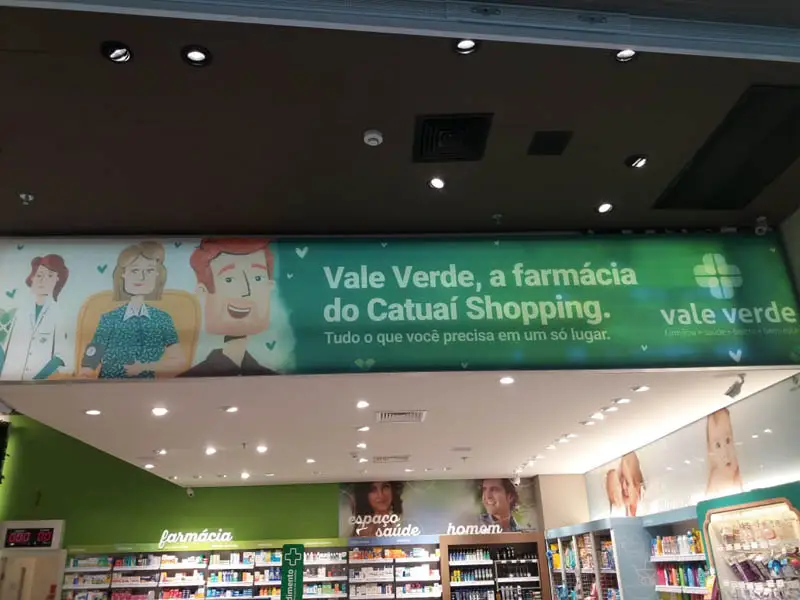 Vale Verde, a farmácia
do Catuaí Shopping.
Tudo o que você precisa em um só lugar.
vale verde
farmácia
espaço
saúde
homem